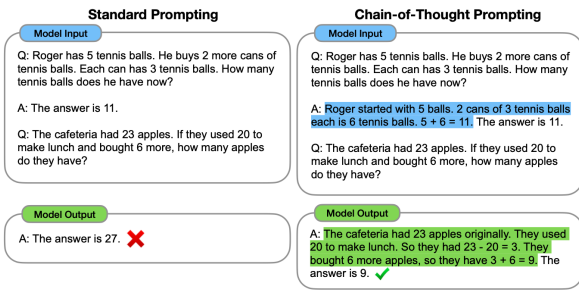 Standard Prompting
Model Input
Q: Roger has 5 tennis balls. He buys 2 more cans of
tennis balls. Each can has 3 tennis balls. How many
tennis balls does he have now?
A: The answer is 11.
Q: The cafeteria had 23 apples. If they used 20 to
make lunch and bought 6 more, how many apples
do they have?
Model Output
A: The answer is 27.
Chain-of-Thought Prompting
Model Input
Q: Roger has 5 tennis balls. He buys 2 more cans of
tennis balls. Each can has 3 tennis balls. How many
tennis balls does he have now?
A: Roger started with 5 balls. 2 cans of 3 tennis balls
each is 6 tennis balls. 5 + 6 = 11. The answer is 11.
Q: The cafeteria had 23 apples. If they used 20 to
make lunch and bought 6 more, how many apples
do they have?
Model Output
A: The cafeteria had 23 apples originally. They used
20 to make lunch. So they had 23 - 20 = 3. They
bought 6 more apples, so they have 3 + 6 = 9. The
answer is 9.